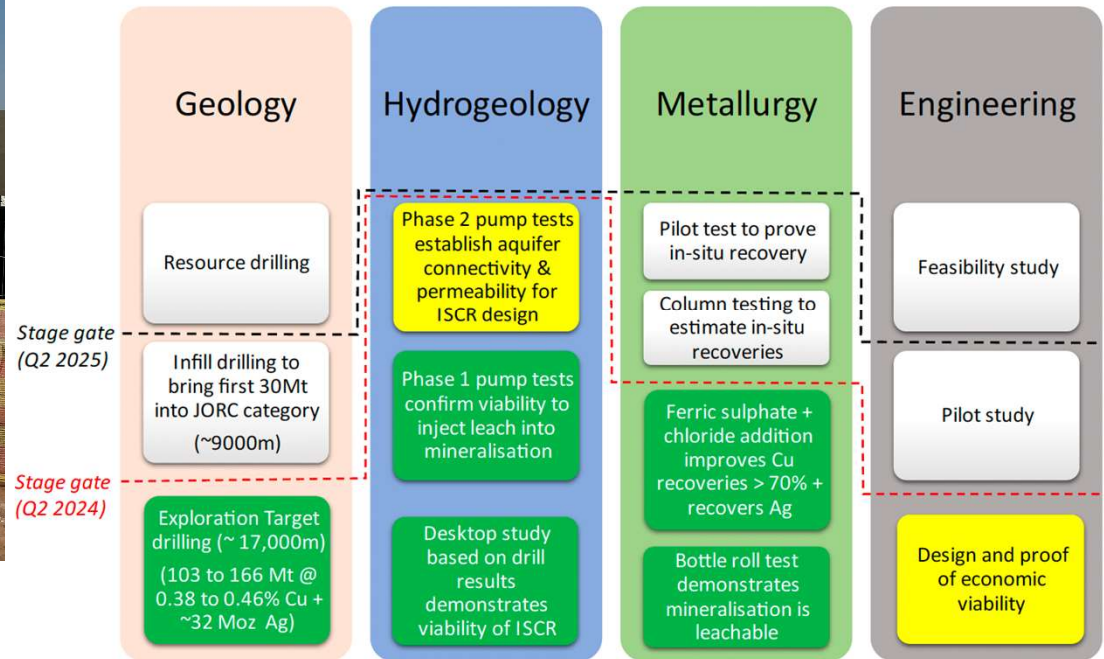 Geology
Hydrogeology
Metallurgy
Engineering
Resource drilling
Phase 2 pump tests
establish aquifer
connectivity &
permeability for
ISCR design
Pilot test to prove
in-situ recovery
Feasibility study
Column testing to
estimate in-situ
recoveries
Stage gate
(Q2 2025)
Infill drilling to
bring first 30Mt
into JORC category
(~9000m)
Phase 1 pump tests
confirm viability to
inject leach into
mineralisation
Pilot study
Ferric sulphate +
chloride addition
improves Cu
recoveries > 70% +
recovers Ag
Stage gate
(Q2 2024)
Exploration Target
drilling (~ 17,000m)
(103 to 166 Mt @
0.38 to 0.46% Cu +
~32 Moz Ag)
Desktop study
based on drill
results
demonstrates
viability of ISCR
Bottle roll test
demonstrates
mineralisation is
leachable
Design and proof
of economic
viability